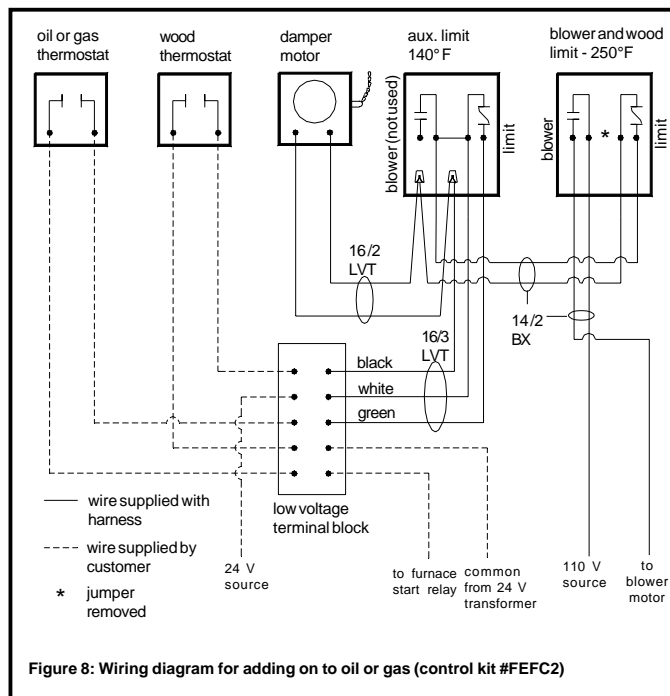 oil or gas
thermostat
wood
thermostat
damper
motor
aux. limit
140° F
blower and wood
limit - 250°F
blower (not used)
limit
blower
*
limit
16/2
LVT
14/2
BX
16/3
LVT
black
white
green
low voltage
terminal block
wire supplied with
harness
wire supplied by
customer
* jumper
removed
24 V
source
to furnace
start relay
common
from 24 V
transformer
110 V
source
to
blower
motor
Figure 8: Wiring diagram for adding on to oil or gas (control kit #FEFC2)